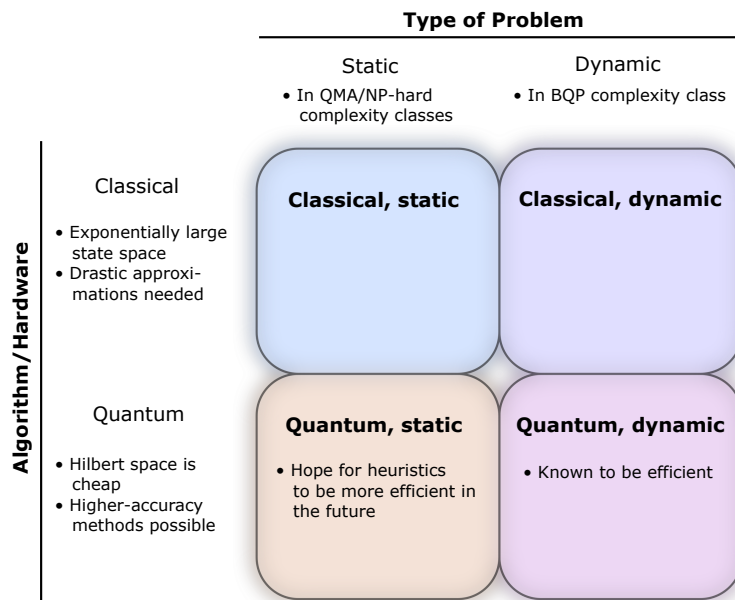 Type of Problem
Static
Dynamic
• In QMA/NP-hard
complexity classes
• In BQP complexity class
Algorithm/Hardware
Classical
• Exponentially large
state space
• Drastic approxi-
mations needed
Classical, static
Classical, dynamic
Quantum
• Hilbert space is
cheap
• Higher-accuracy
methods possible
Quantum, static
• Hope for heuristics
to be more efficient in
the future
Quantum, dynamic
• Known to be efficient